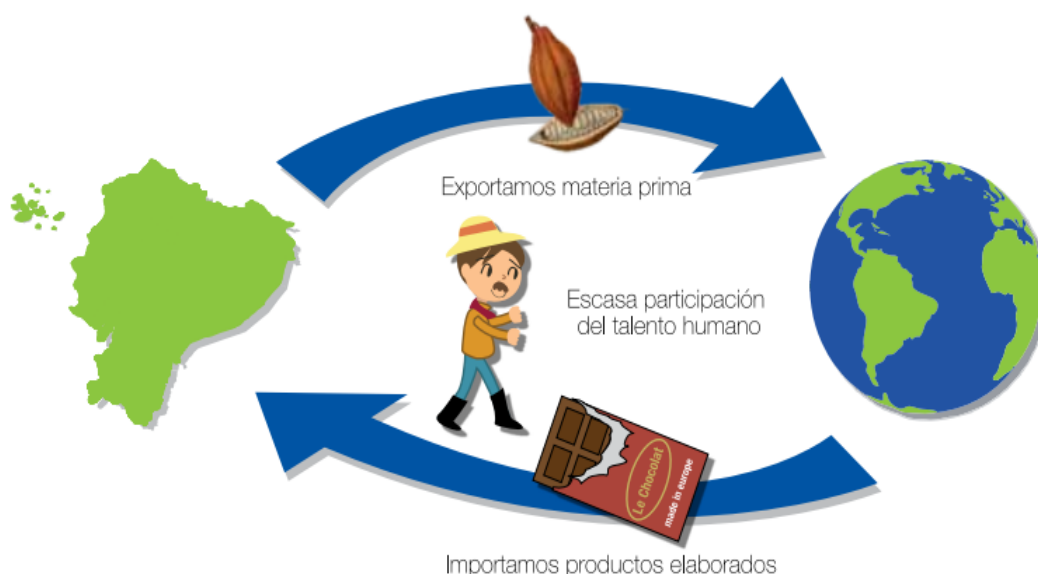 Exportamos materia prima
Escasa participación
del talento humano
Le Chocolat
made in europe
Importamos productos elaborados